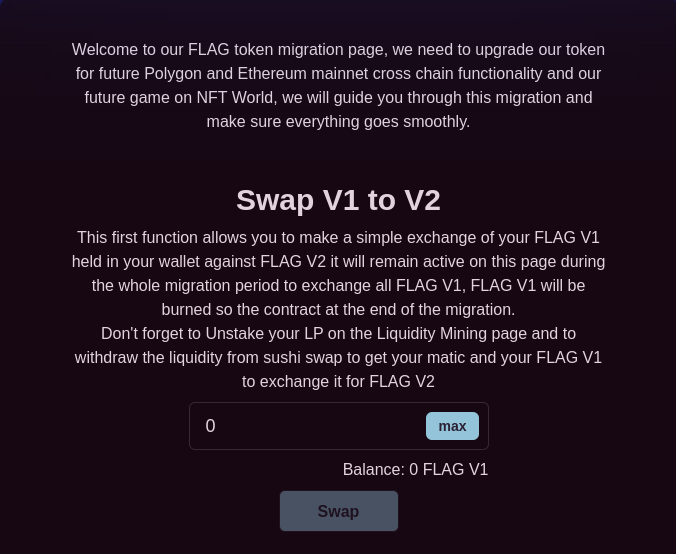 Welcome to our FLAG token migration page, we need to upgrade our token
for future Polygon and Ethereum mainnet cross chain functionality and our
future game on NFT World, we will guide you through this migration and
make sure everything goes smoothly.
Swap V1 to V2
This first function allows you to make a simple exchange of your FLAG V1
held in your wallet against FLAG V2 it will remain active on this page during
the whole migration period to exchange all FLAG V1, FLAG V1 will be
burned so the contract at the end of the migration.
Don't forget to Unstake your LP on the Liquidity Mining page and to
withdraw the liquidity from sushi swap to get your matic and your FLAG V1
to exchange it for FLAG V2
0 max
Balance: 0 FLAG V1
Swap